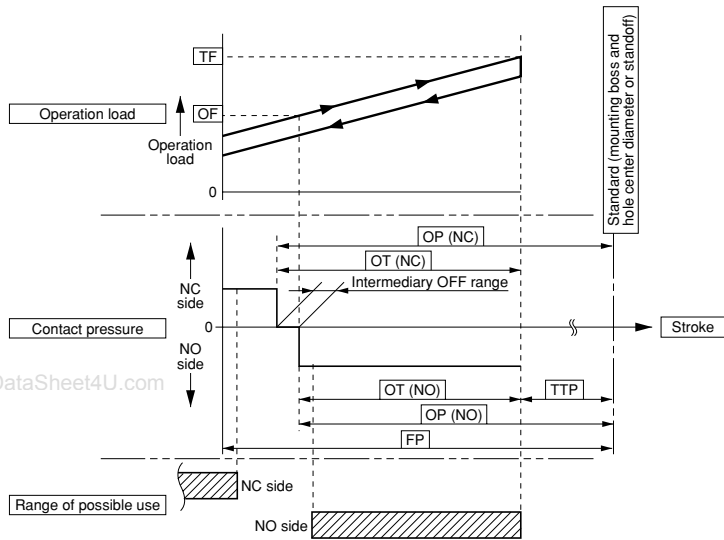 TF
OF
Operation load
Operation
load
0
Standard (mounting boss and
hole center diameter or standoff)
OP (NC)
OT (NC)
Intermediary OFF range
NC
side
Contact pressure
0
Stroke
NO
side
DataSheet4U.com
OT (NO)
TTP
OP (NO)
FP
NC side
Range of possible use
NO side